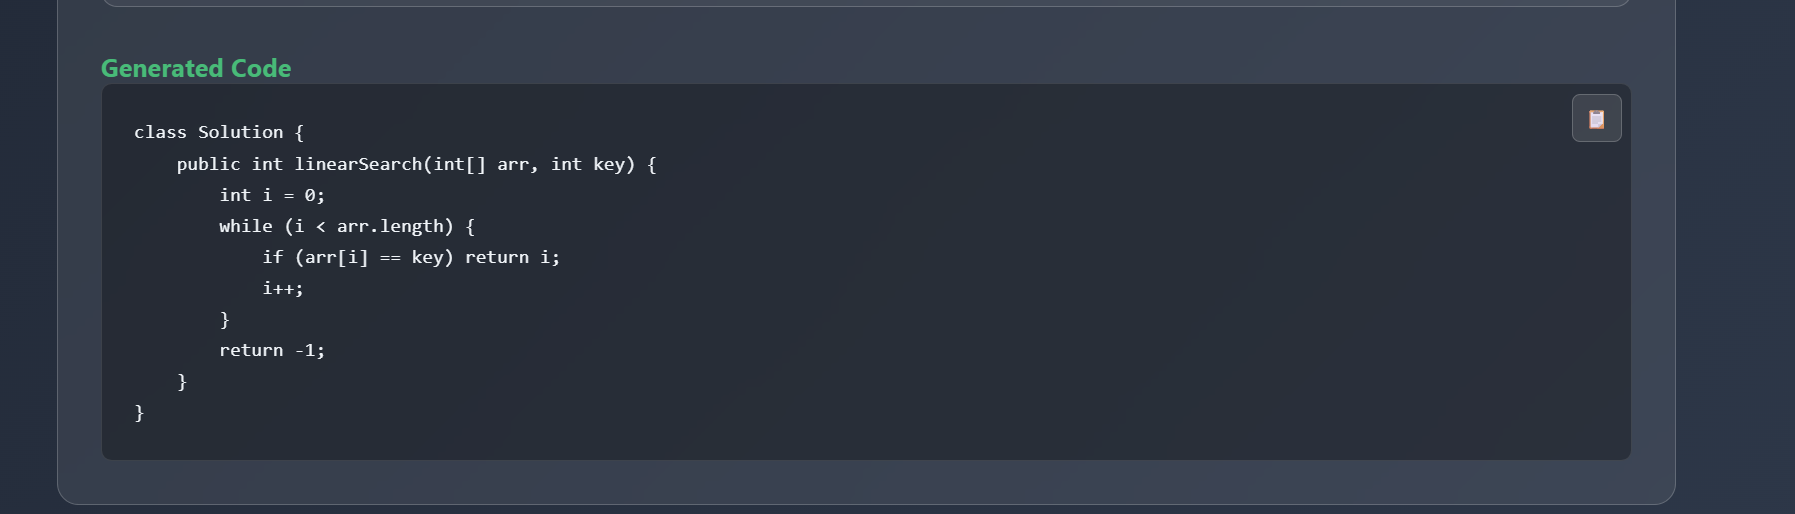 Generated Code
class Solution {
    public int linearSearch(int[] arr, int key) {
        int i = 0;
        while (i < arr.length) {
            if (arr[i] == key) return i;
            i++;
        }
        return -1;
    }
}